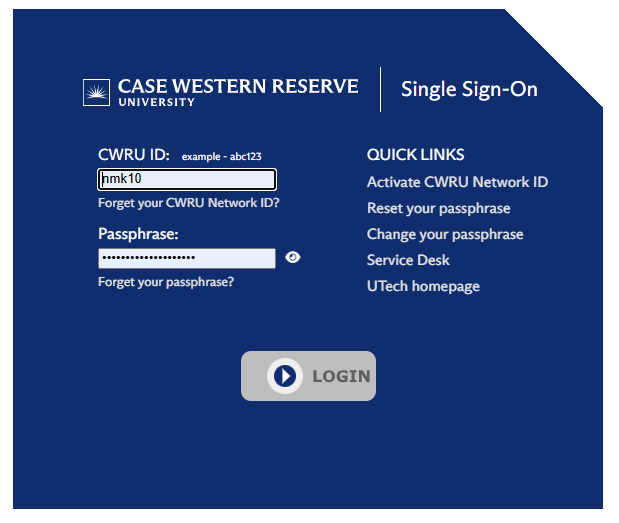 CASE WESTERN RESERVE
UNIVERSITY
Single Sign-On
CWRU ID: example - abc123
nmk10
Forget your CWRU Network ID?
Passphrase:
••••••••••••••••••••
Forget your passphrase?
QUICK LINKS
Activate CWRU Network ID
Reset your passphrase
Change your passphrase
Service Desk
UTech homepage
LOGIN